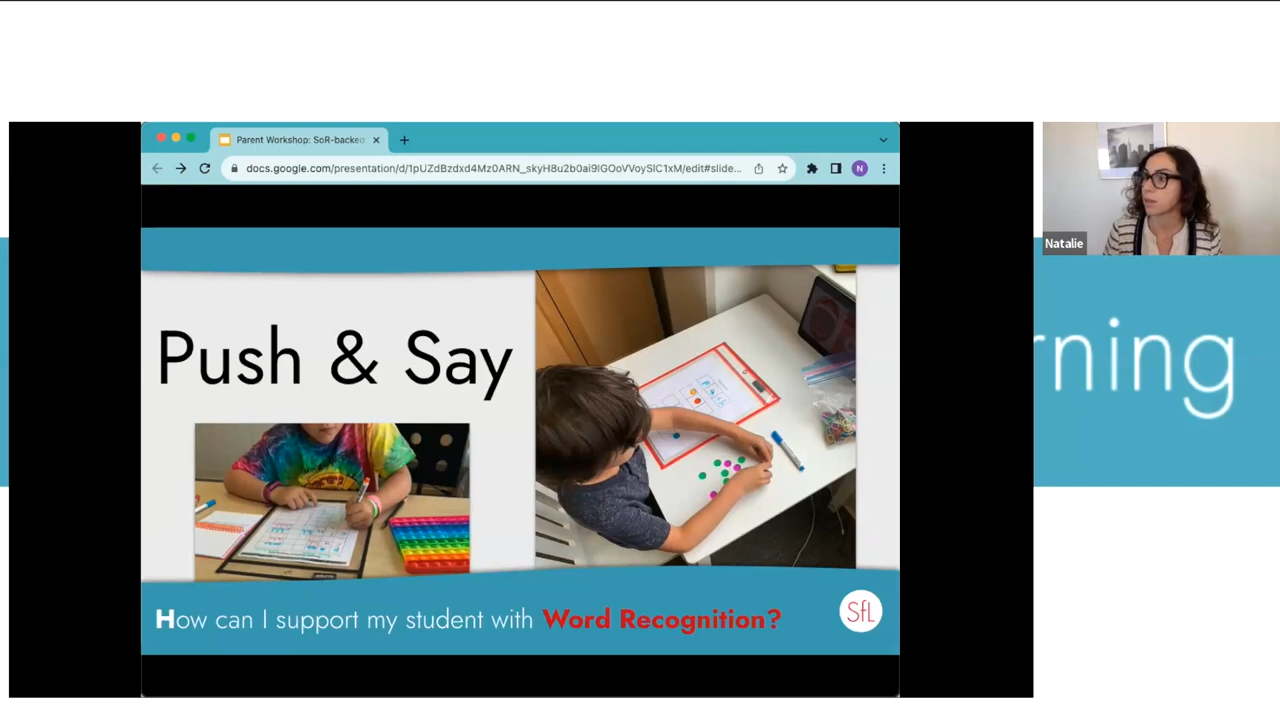 Parent Workshop: SoR-backed
docs.google.com/presentation/d/1pUZdBzdxd4Mz0ARN_skyH8u2b0ai9IGOoVVoySlC1xM/edit#slide...
N
Natalie
Push & Say
rning
How can I support my student with Word Recognition?
SfL